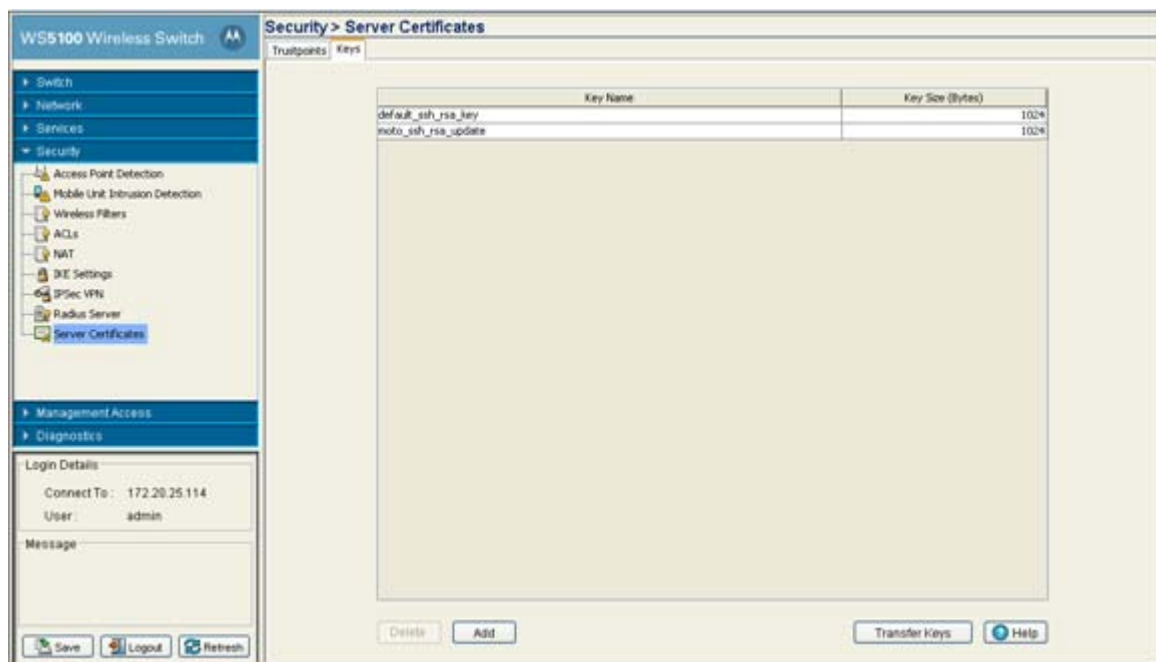 WS5100 Wireless Switch
Switch
Network
Services
Security
Access Point Detection
Mobile Unit Intrusion Detection
Wireless Filters
ACLs
NAT
IKE Settings
IPSec VPN
Radius Server
Server Certificates
Management Access
Diagnostics
Login Details
Connect To : 172.20.25.114
User : admin
Message
Save Logout Refresh
Security > Server Certificates
Trustpoints Keys
Key Name Key Size (Bytes)
default_ssh_rsa_key 1024
moto_ssh_rsa_update 1024
Delete Add Transfer Keys Help